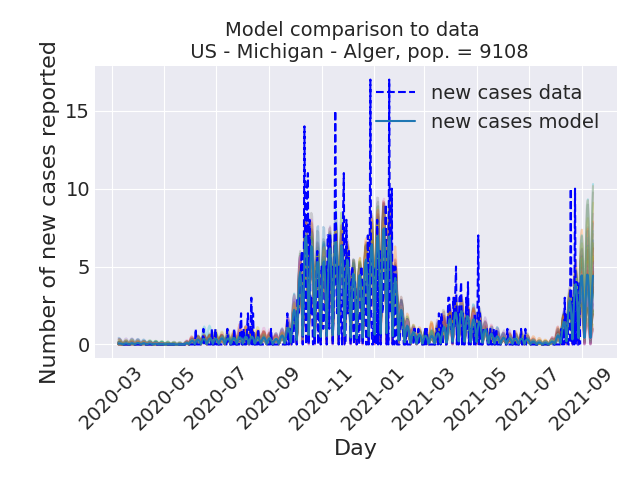 Model comparison to data
US - Michigan - Alger, pop. = 9108
Number of new cases reported
15
10
5
0
new cases data
new cases model
2020-03
2020-05
2020-07
2020-09
2020-11
2021-01
2021-03
2021-05
2021-07
2021-09
Day